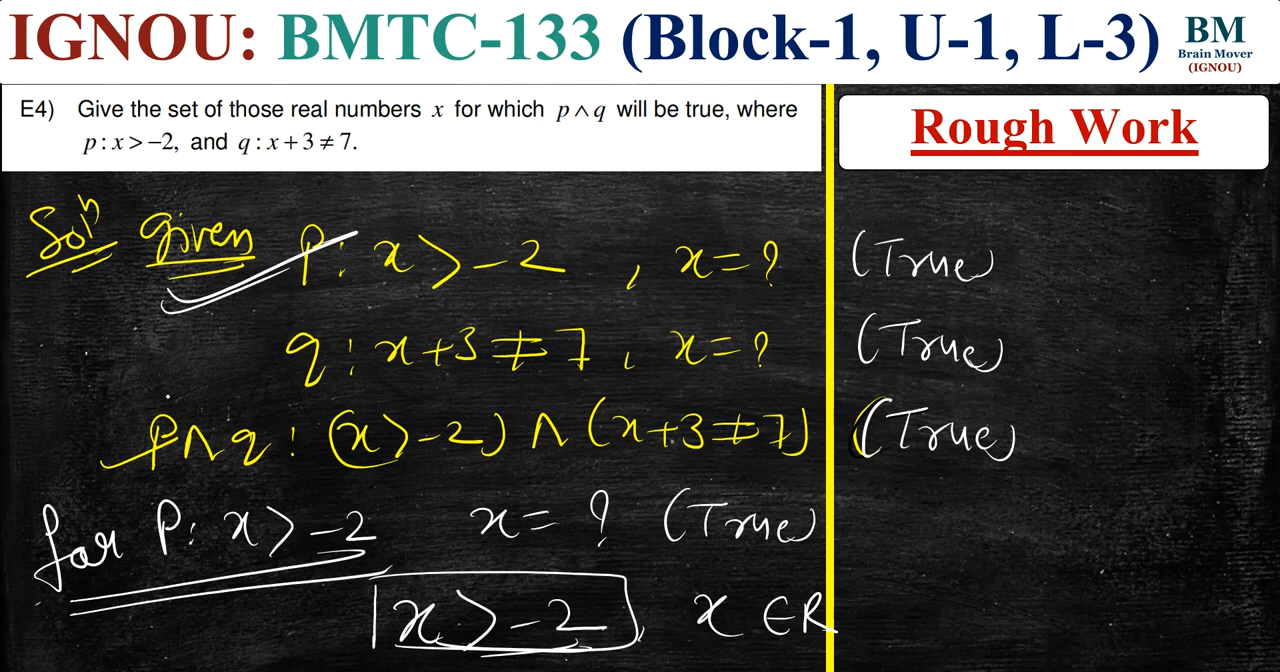 IGNOU: BMTC-133 (Block-1, U-1, L-3)
BM
Brain Mover
(IGNOU)
E4) Give the set of those real numbers x for which p ∧ q will be true, where
p : x > −2, and q : x + 3 ≠ 7.
Rough Work
Solⁿ Given P: x > −2 , x = ? (True)
q : x+3 ≠ 7, x = ? (True)
P ∧ q : (x > −2) ∧ (x+3 ≠ 7) (True)
for P: x > −2 x = ? (True)
x > −2, x ∈ R